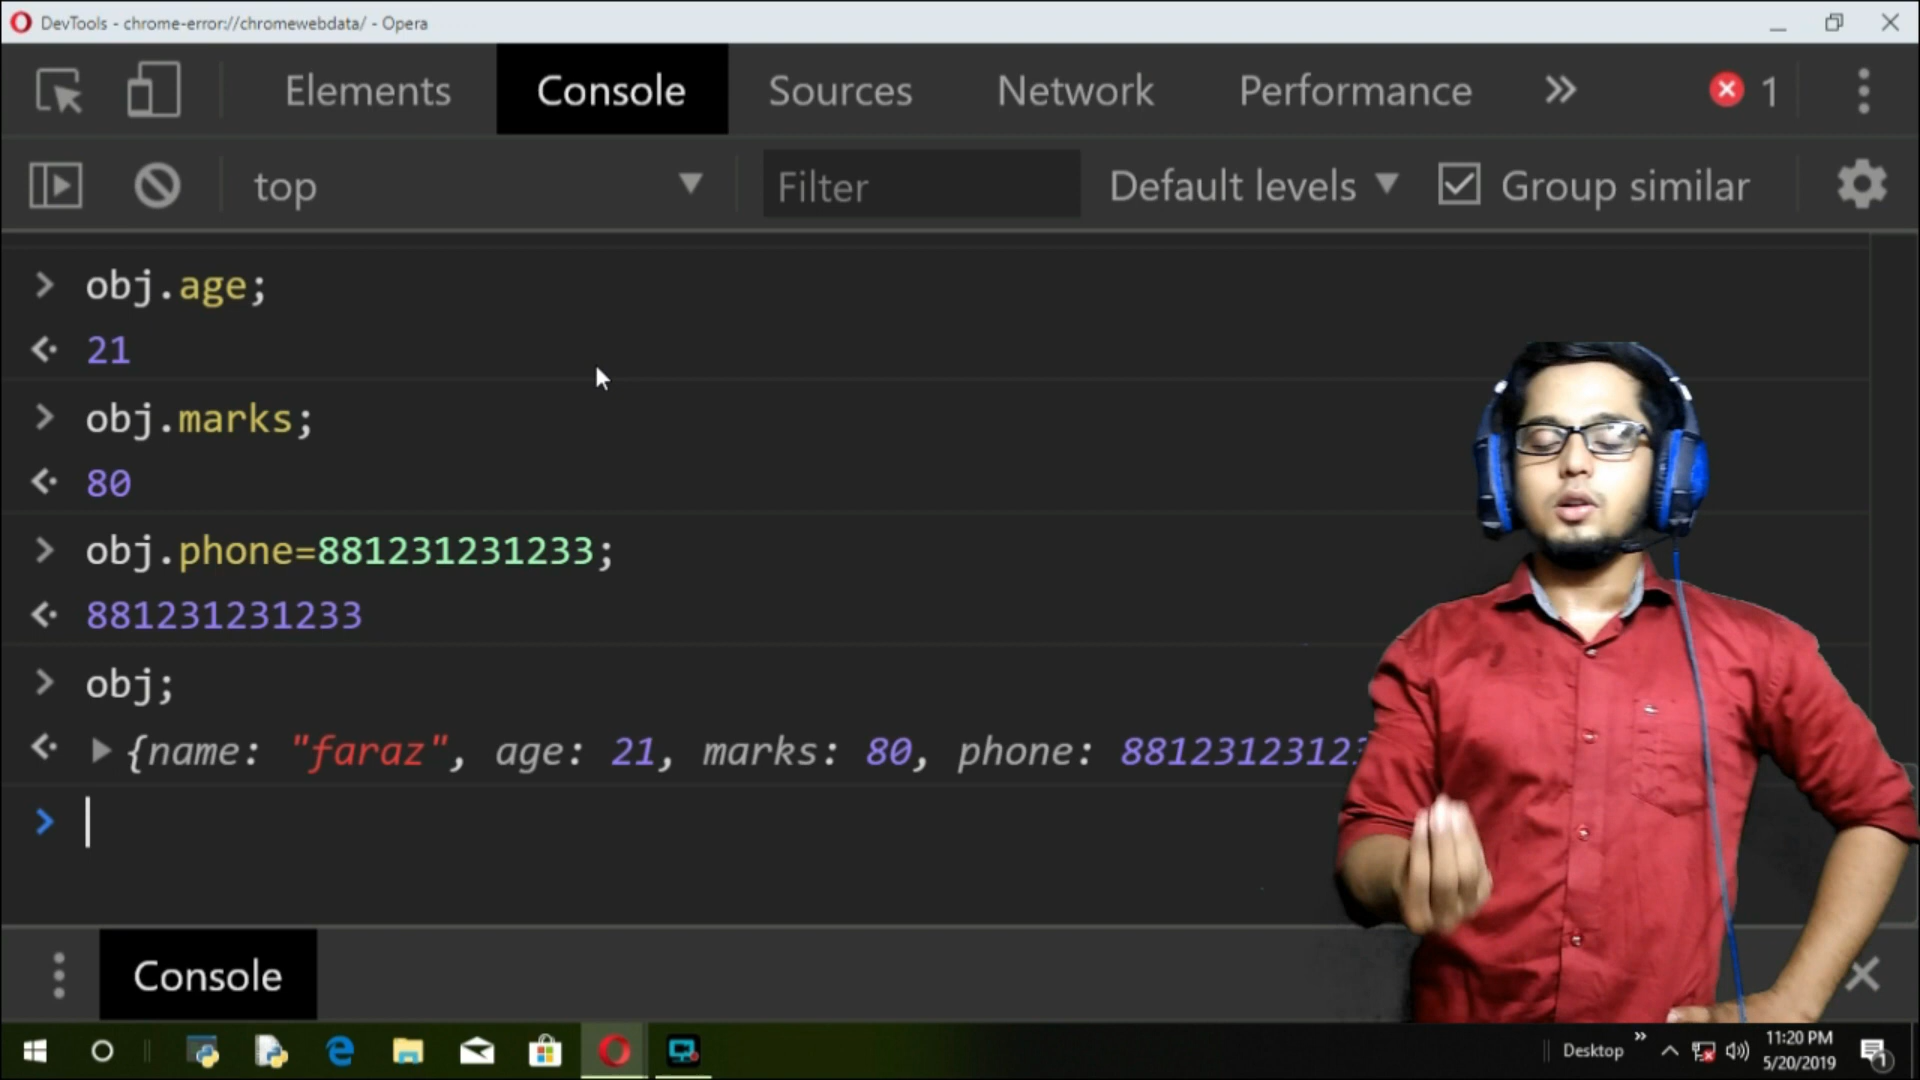 DevTools - chrome-error://chromewebdata/ - Opera
Elements Console Sources Network Performance » 1
top Filter Default levels Group similar
> obj.age;
21
> obj.marks;
80
> obj.phone=881231231233;
881231231233
> obj;
{name: "faraz", age: 21, marks: 80, phone: 88123123123
>
Console
Desktop » 11:20 PM
5/20/2019
1